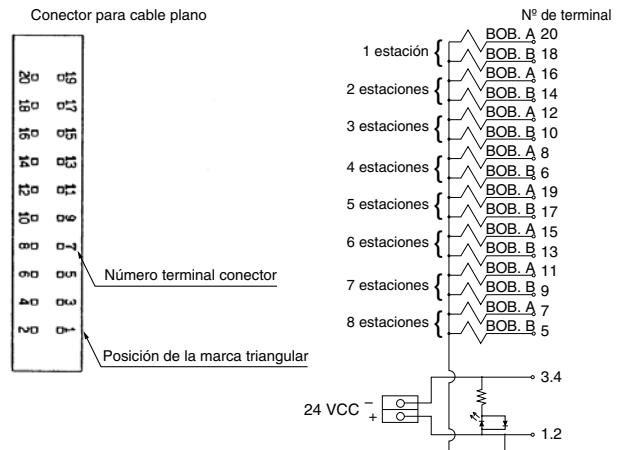 Conector para cable plano
20 19
18 17
16 15
14 13
12 11
10 9
8 7
6 5
4 3
2 1
Número terminal conector
Posición de la marca triangular
Nº de terminal
1 estación { BOB. A 20
BOB. B 18
2 estaciones { BOB. A 16
BOB. B 14
3 estaciones { BOB. A 12
BOB. B 10
4 estaciones { BOB. A 8
BOB. B 6
5 estaciones { BOB. A 19
BOB. B 17
6 estaciones { BOB. A 15
BOB. B 13
7 estaciones { BOB. A 11
BOB. B 9
8 estaciones { BOB. A 7
BOB. B 5
3.4
24 VCC – +
1.2